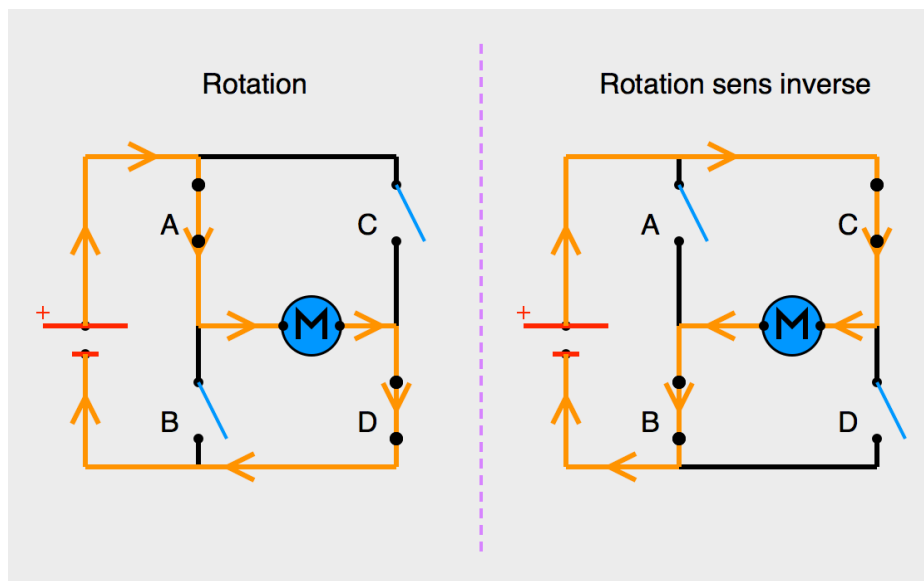 Rotation
A
C
+
M
B
D
Rotation sens inverse
A
C
+
M
B
D